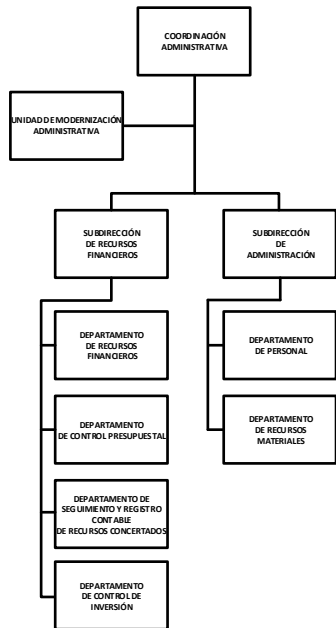 COORDINACIÓN
ADMINISTRATIVA
UNIDAD DE MODERNIZACIÓN
ADMINISTRATIVA
SUBDIRECCIÓN
DE RECURSOS
FINANCIEROS
SUBDIRECCIÓN
DE
ADMINISTRACIÓN
DEPARTAMENTO
DE RECURSOS
FINANCIEROS
DEPARTAMENTO
DE PERSONAL
DEPARTAMENTO
DE CONTROL PRESUPUESTAL
DEPARTAMENTO
DE RECURSOS
MATERIALES
DEPARTAMENTO DE
SEGUIMIENTO Y REGISTRO
CONTABLE
DE RECURSOS CONCERTADOS
DEPARTAMENTO
DE CONTROL DE
INVERSIÓN